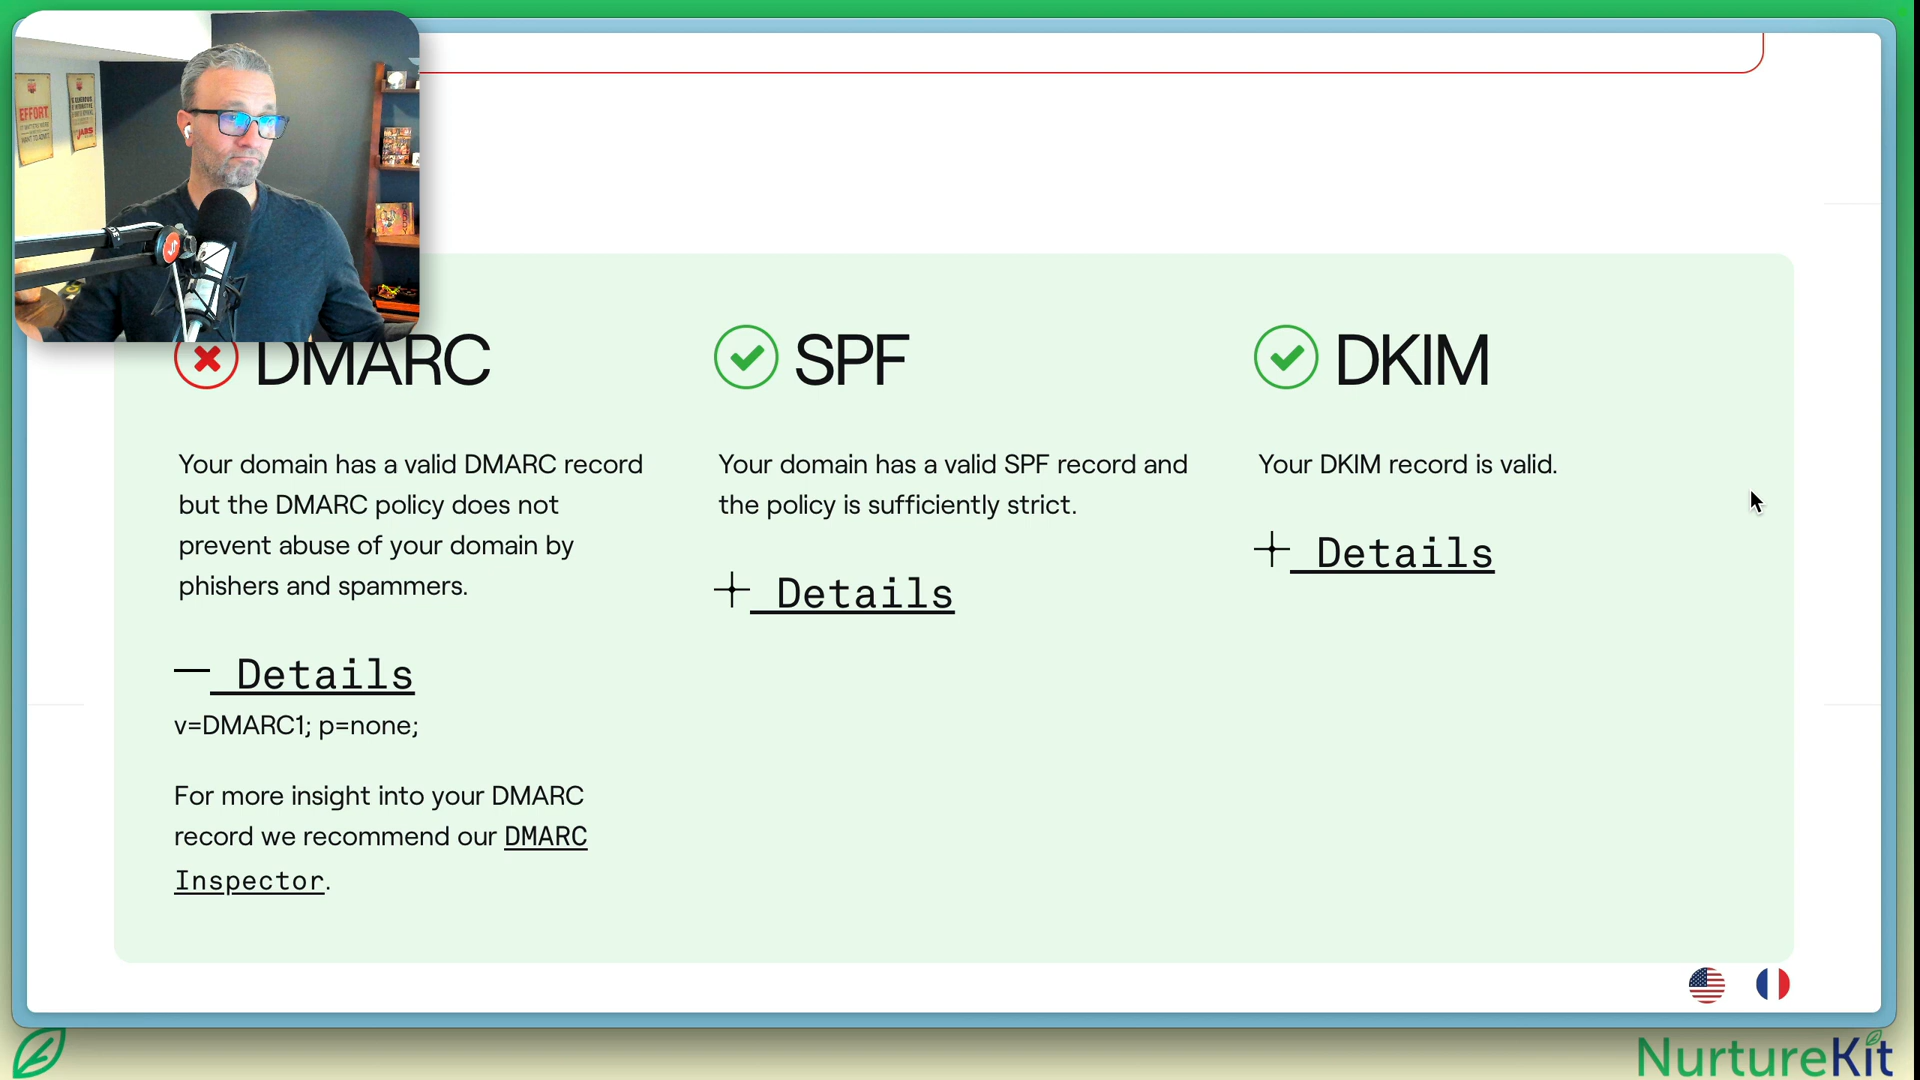 EFFORT
JABS
DMARC
SPF
DKIM
Your domain has a valid DMARC record
but the DMARC policy does not
prevent abuse of your domain by
phishers and spammers.
Details
v=DMARC1; p=none;
For more insight into your DMARC
record we recommend our DMARC
Inspector.
Your domain has a valid SPF record and
the policy is sufficiently strict.
Details
Your DKIM record is valid.
Details
NurtureKit